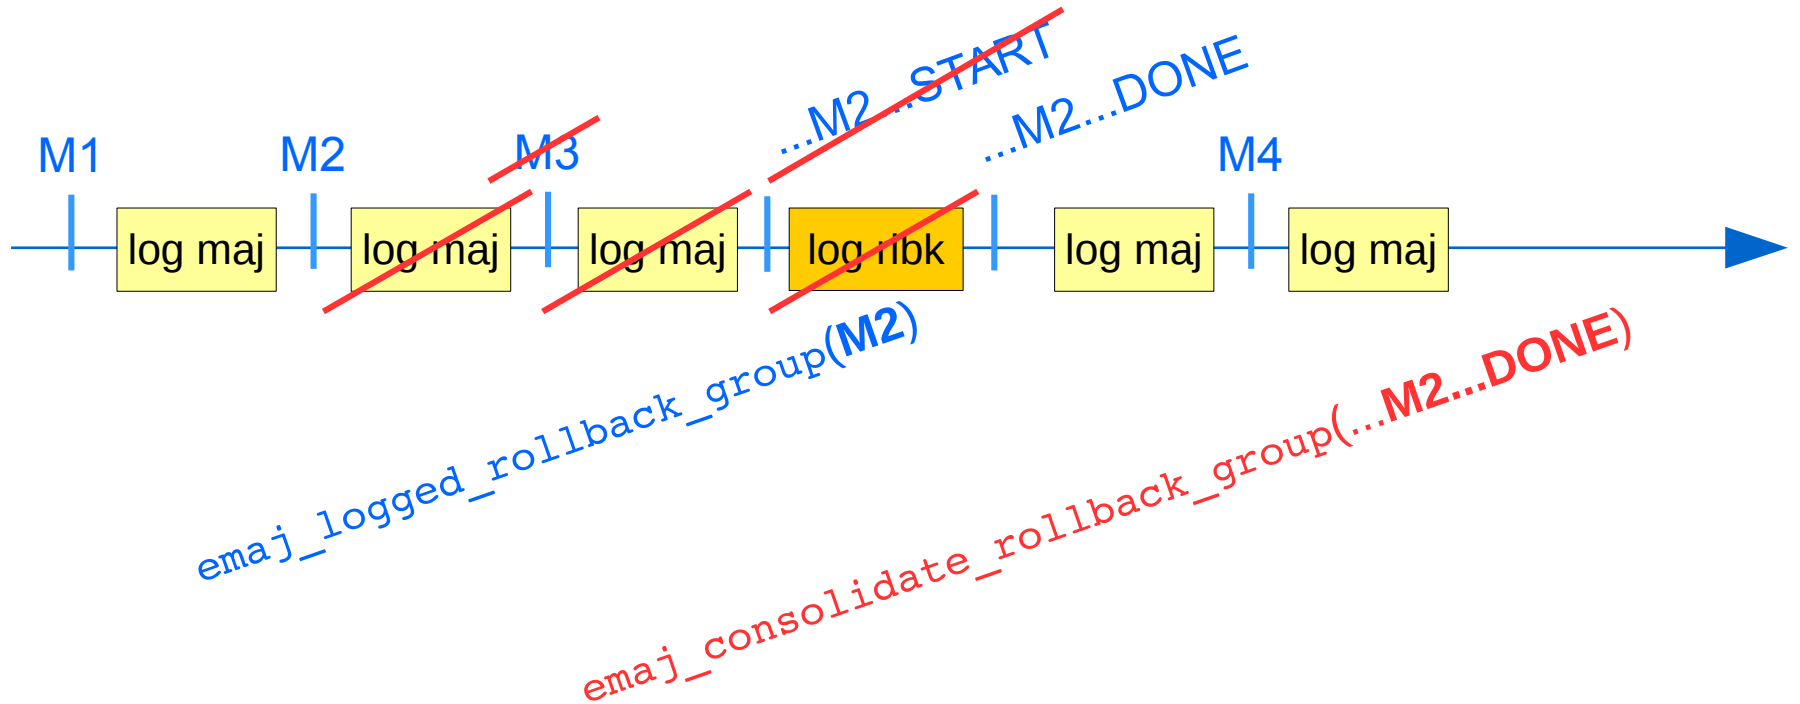 ...M2...START
...M2...DONE
M1
M2
M3
M4
log maj
log maj
log maj
log rlbk
log maj
log maj
emaj_logged_rollback_group(M2)
emaj_consolidate_rollback_group(...M2...DONE)